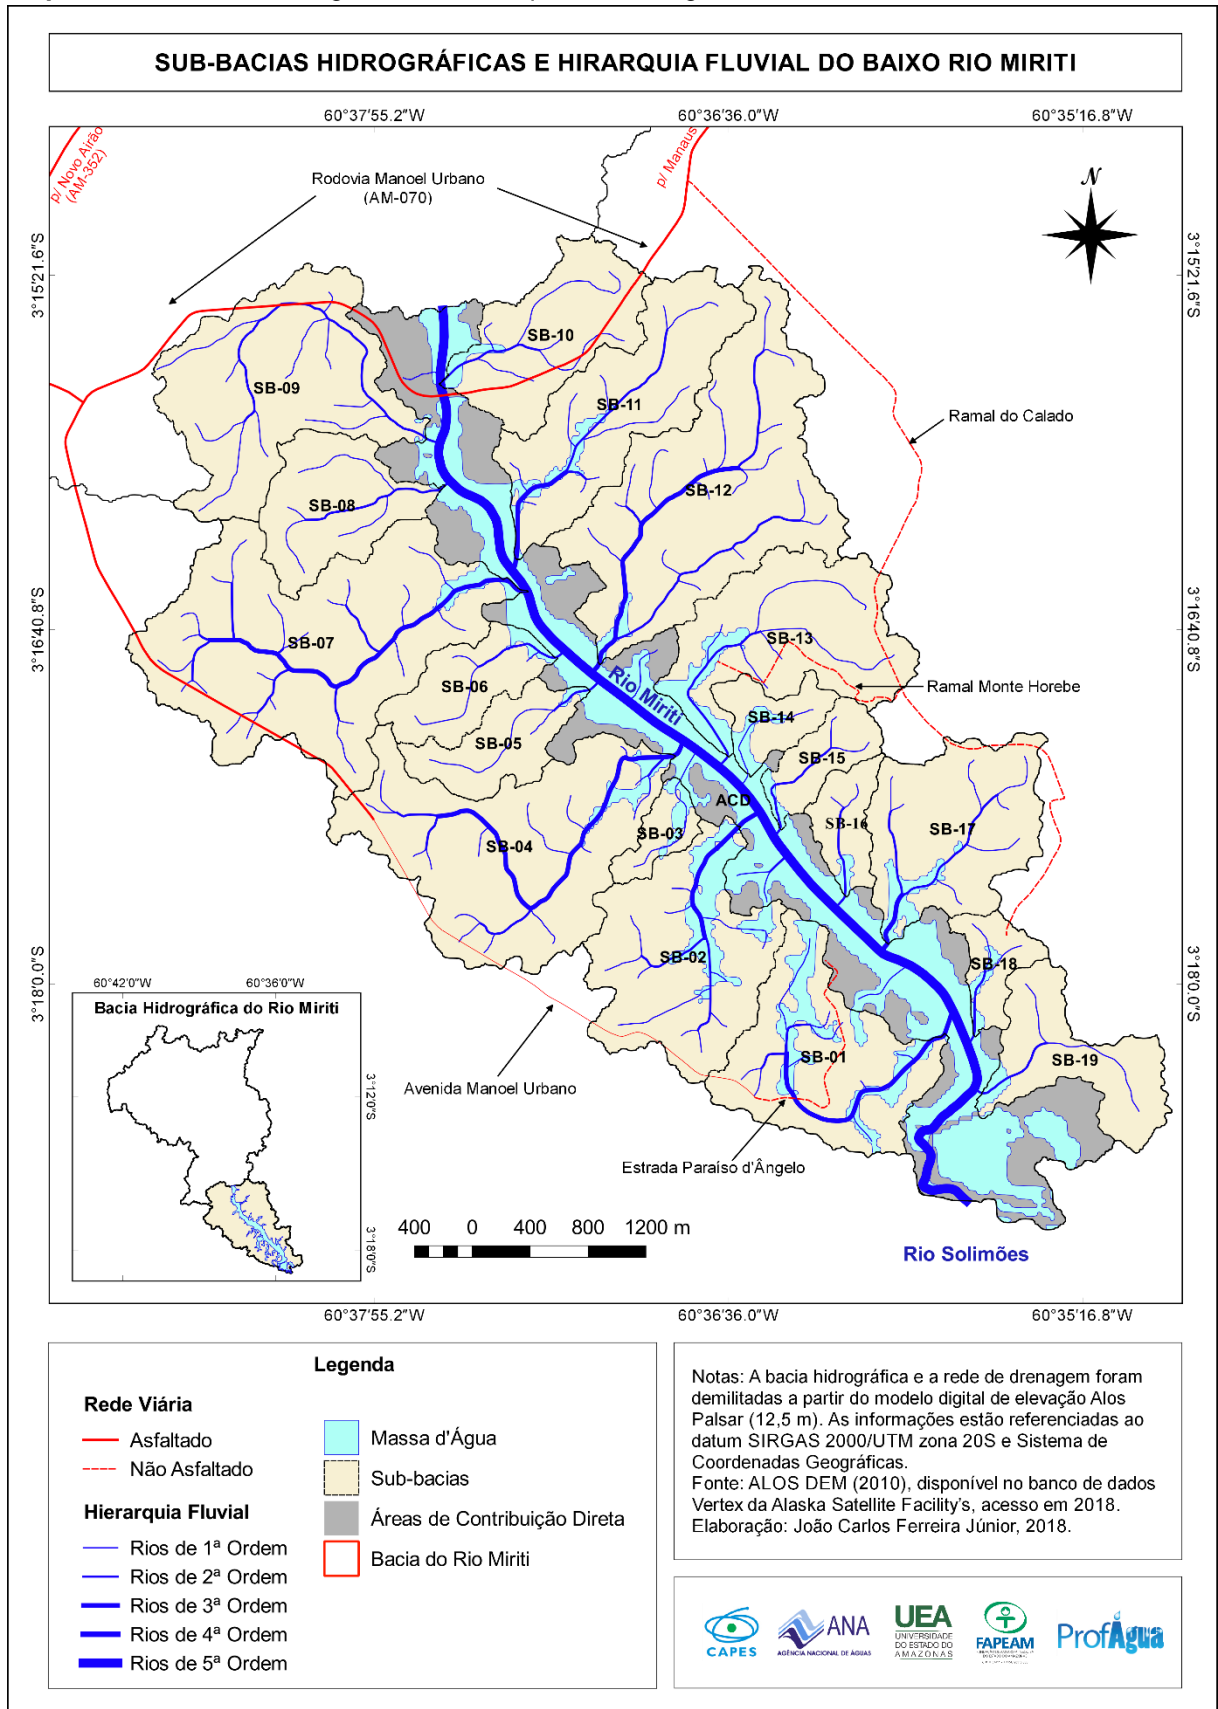 SUB-BACIAS HIDROGRÁFICAS E HIRARQUIA FLUVIAL DO BAIXO RIO MIRITI
60°37'55.2"W
60°36'36.0"W
60°35'16.8"W
p/ Novo Airão
(AM-352)
Rodovia Manoel Urbano
(AM-070)
p/ Manaus
N
3°15'21.6"S
3°15'21.6"S
SB-10
SB-09
SB-11
Ramal do Calado
SB-12
SB-08
3°16'40.8"S
3°16'40.8"S
SB-07
SB-13
Rio Miriti
SB-06
Ramal Monte Horebe
SB-14
SB-05
SB-15
ACD
SB-16
SB-17
SB-03
SB-04
SB-02
SB-18
3°18'0.0"S
3°18'0.0"S
60°42'0"W
60°36'0"W
Bacia Hidrográfica do Rio Miriti
3°12'0"S
3°18'0"S
SB-01
SB-19
Avenida Manoel Urbano
Estrada Paraíso d'Ângelo
400 0 400 800 1200 m
Rio Solimões
60°37'55.2"W
60°36'36.0"W
60°35'16.8"W
Legenda
Rede Viária
Asfaltado
Não Asfaltado
Hierarquia Fluvial
Rios de 1ª Ordem
Rios de 2ª Ordem
Rios de 3ª Ordem
Rios de 4ª Ordem
Rios de 5ª Ordem
Massa d'Água
Sub-bacias
Áreas de Contribuição Direta
Bacia do Rio Miriti
Notas: A bacia hidrográfica e a rede de drenagem foram
demilitadas a partir do modelo digital de elevação Alos
Palsar (12,5 m). As informações estão referenciadas ao
datum SIRGAS 2000/UTM zona 20S e Sistema de
Coordenadas Geográficas.
Fonte: ALOS DEM (2010), disponível no banco de dados
Vertex da Alaska Satellite Facility's, acesso em 2018.
Elaboração: João Carlos Ferreira Júnior, 2018.
CAPES
ANA
AGÊNCIA NACIONAL DE ÁGUAS
UEA
UNIVERSIDADE
DO ESTADO DO
AMAZONAS
FAPEAM
ProfÁgua